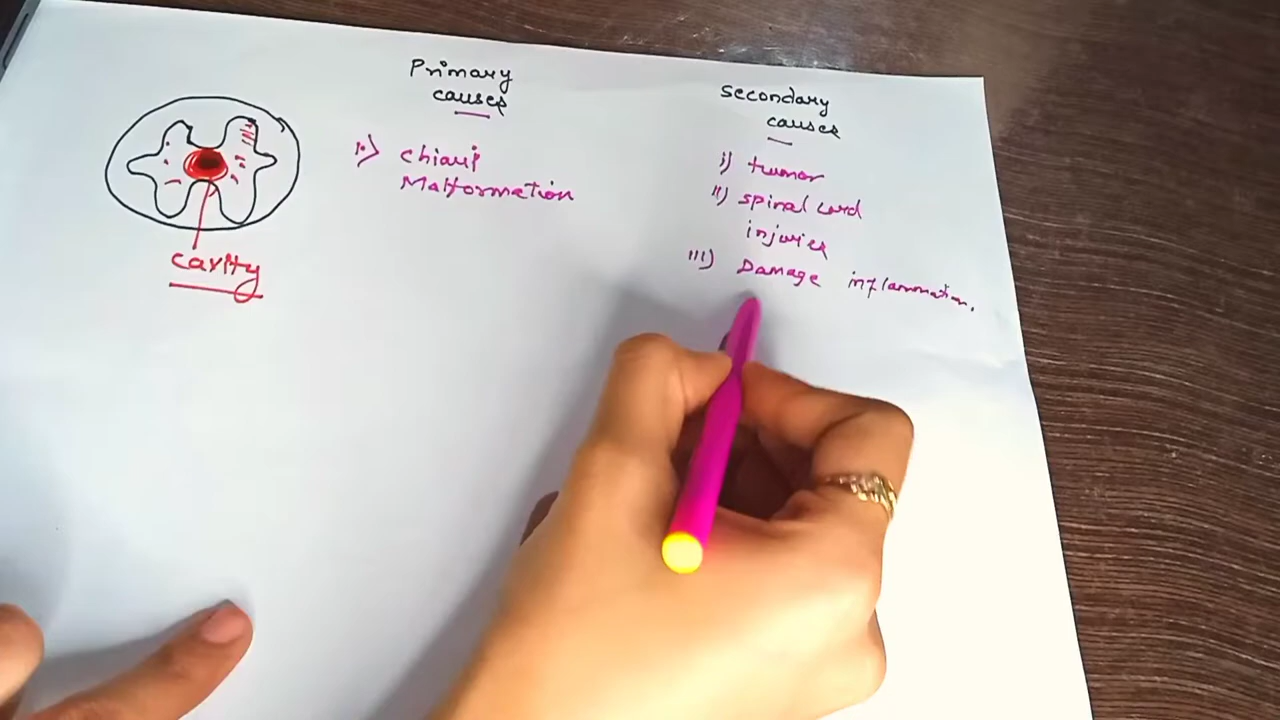 Primary
causes
i) chiari
Malformation
cavity
Secondary
causes
i) tumor
ii) spinal cord
injuries
iii) Damage inflammation.